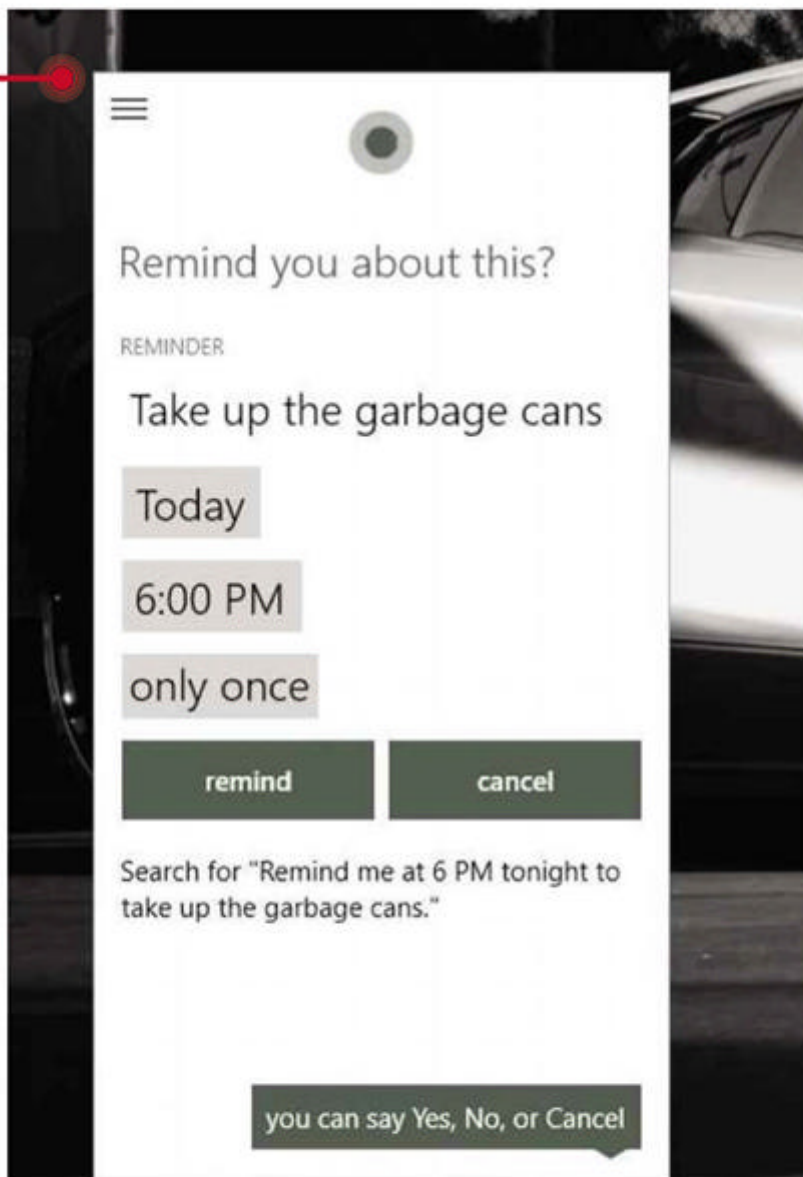 Remind you about this?
REMINDER
Take up the garbage cans
Today
6:00 PM
only once
remind cancel
Search for "Remind me at 6 PM tonight to
take up the garbage cans."
you can say Yes, No, or Cancel